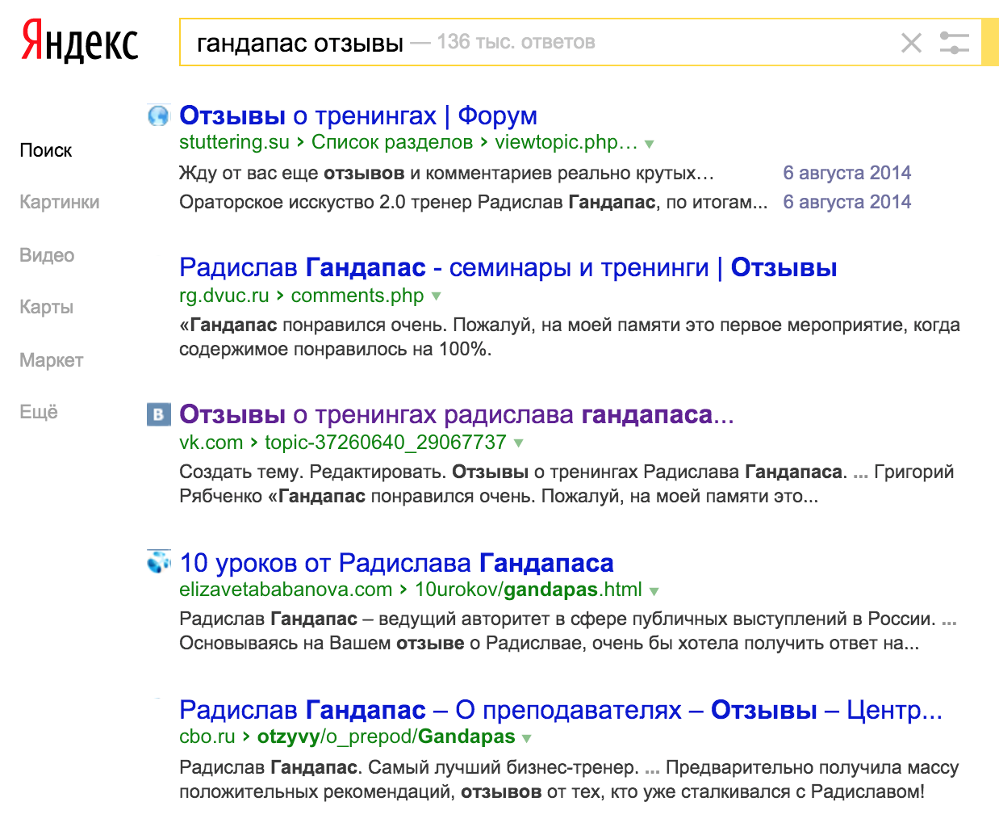 Яндекс
гандапас отзывы — 136 тыс. ответов
Поиск
Картинки
Видео
Карты
Маркет
Ещё
Отзывы о тренингах | Форум
stuttering.su › Список разделов › viewtopic.php…
Жду от вас еще отзывов и комментариев реально крутых… 6 августа 2014
Ораторское исскуство 2.0 тренер Радислав Гандапас, по итогам... 6 августа 2014
Радислав Гандапас - семинары и тренинги | Отзывы
rg.dvuc.ru › comments.php
«Гандапас понравился очень. Пожалуй, на моей памяти это первое мероприятие, когда
содержимое понравилось на 100%.
В
Отзывы о тренингах радислава гандапаса...
vk.com › topic-37260640_29067737
Создать тему. Редактировать. Отзывы о тренингах Радислава Гандапаса. ... Григорий
Рябченко «Гандапас понравился очень. Пожалуй, на моей памяти это...
10 уроков от Радислава Гандапаса
elizavetababanova.com › 10urokov/gandapas.html
Радислав Гандапас – ведущий авторитет в сфере публичных выступлений в России. ...
Основываясь на Вашем отзыве о Радислвае, очень бы хотела получить ответ на...
Радислав Гандапас – О преподавателях – Отзывы – Центр...
cbo.ru › otzyvy/o_prepod/Gandapas
Радислав Гандапас. Самый лучший бизнес-тренер. ... Предварительно получила массу
положительных рекомендаций, отзывов от тех, кто уже сталкивался с Радиславом!